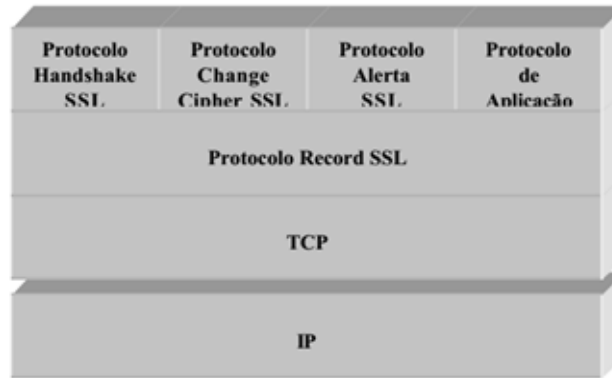 Protocolo
Handshake
SSL
Protocolo
Change
Cipher SSL
Protocolo
Alerta
SSL
Protocolo
de
Aplicação
Protocolo Record SSL
TCP
IP